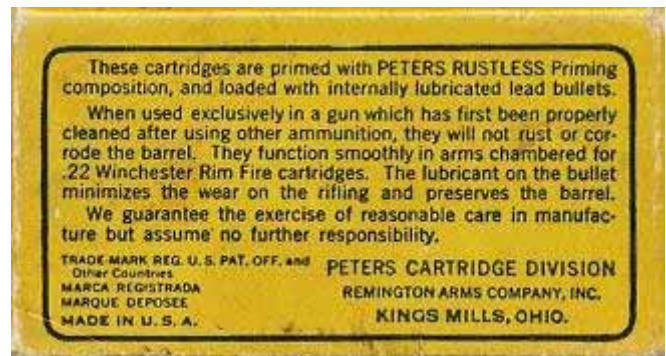 These cartridges are primed with PETERS RUSTLESS Priming
composition, and loaded with internally lubricated lead bullets.
When used exclusively in a gun which has first been properly
cleaned after using other ammunition, they will not rust or cor-
rode the barrel. They function smoothly in arms chambered for
.22 Winchester Rim Fire cartridges. The lubricant on the bullet
minimizes the wear on the rifling and preserves the barrel.
We guarantee the exercise of reasonable care in manufac-
ture but assume no further responsibility.
TRADE-MARK REG. U.S. PAT. OFF. and
Other Countries
MARCA REGISTRADA
MARQUE DEPOSEE
MADE IN U. S. A.
PETERS CARTRIDGE DIVISION
REMINGTON ARMS COMPANY, INC.
KINGS MILLS, OHIO.